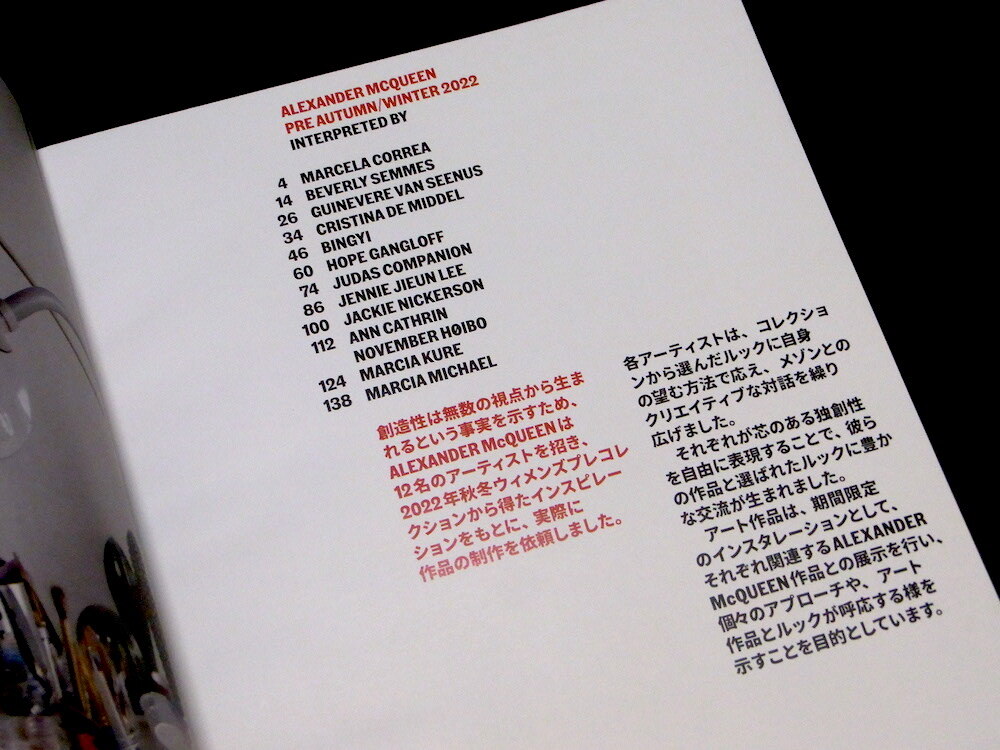 ALEXANDER MCQUEEN
PRE AUTUMN/WINTER 2022
INTERPRETED BY
4 MARCELA CORREA
14 BEVERLY SEMMES
26 GUINEVERE VAN SEENUS
34 CRISTINA DE MIDDEL
46 BINGYI
60 HOPE GANGLOFF
74 JUDAS COMPANION
86 JENNIE JIEUN LEE
100 JACKIE NICKERSON
112 ANN CATHRIN
NOVEMBER HØIBO
124 MARCIA KURE
138 MARCIA MICHAEL
創造性は無数の視点から生ま
れるという事実を示すため、
ALEXANDER McQUEENは
12名のアーティストを招き、
2022年秋冬ウィメンズプレコレ
クションから得たインスピレー
ションをもとに、実際に
作品の制作を依頼しました。
各アーティストは、コレクショ
ンから選んだルックに自身
の望む方法で応え、メゾンとの
クリエイティブな対話を繰り
広げました。
それぞれが芯のある独創性
を自由に表現することで、彼ら
の作品と選ばれたルックに豊か
な交流が生まれました。
アート作品は、期間限定
のインスタレーションとして、
それぞれ関連するALEXANDER
McQUEEN作品との展示を行い、
個々のアプローチや、アート
作品とルックが呼応する様を
示すことを目的としています。